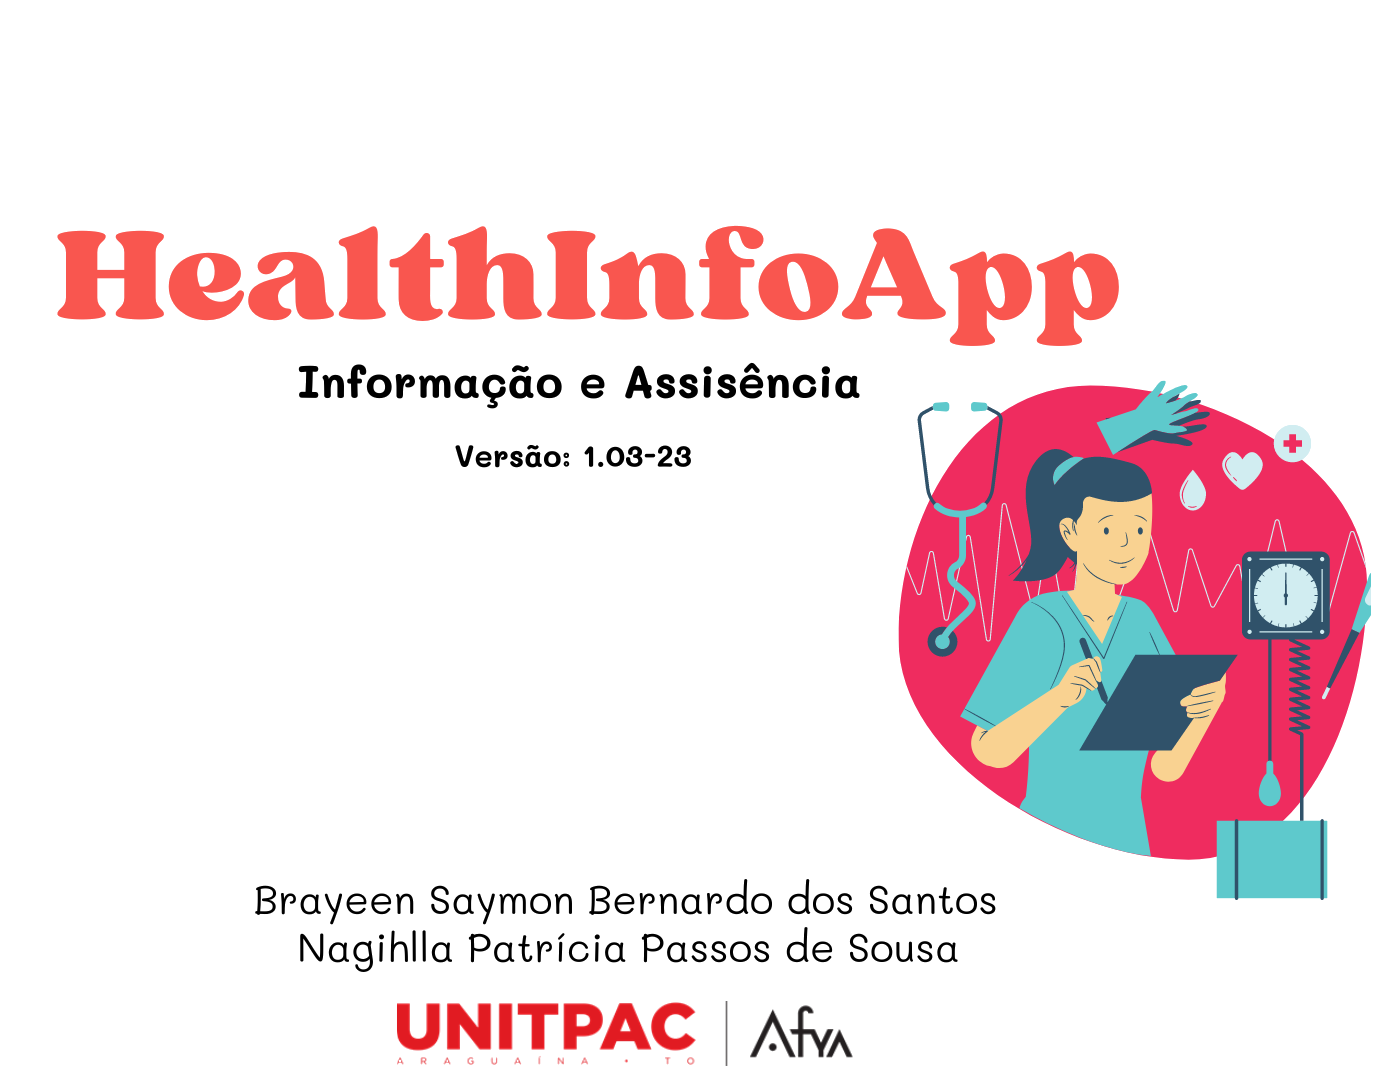 HealthInfoApp
Informação e Assisência
Versão: 1.03-23
Brayeen Saymon Bernardo dos Santos
Nagihlla Patrícia Passos de Sousa
UNITPAC Afya
ARAGUAÍNA • TO